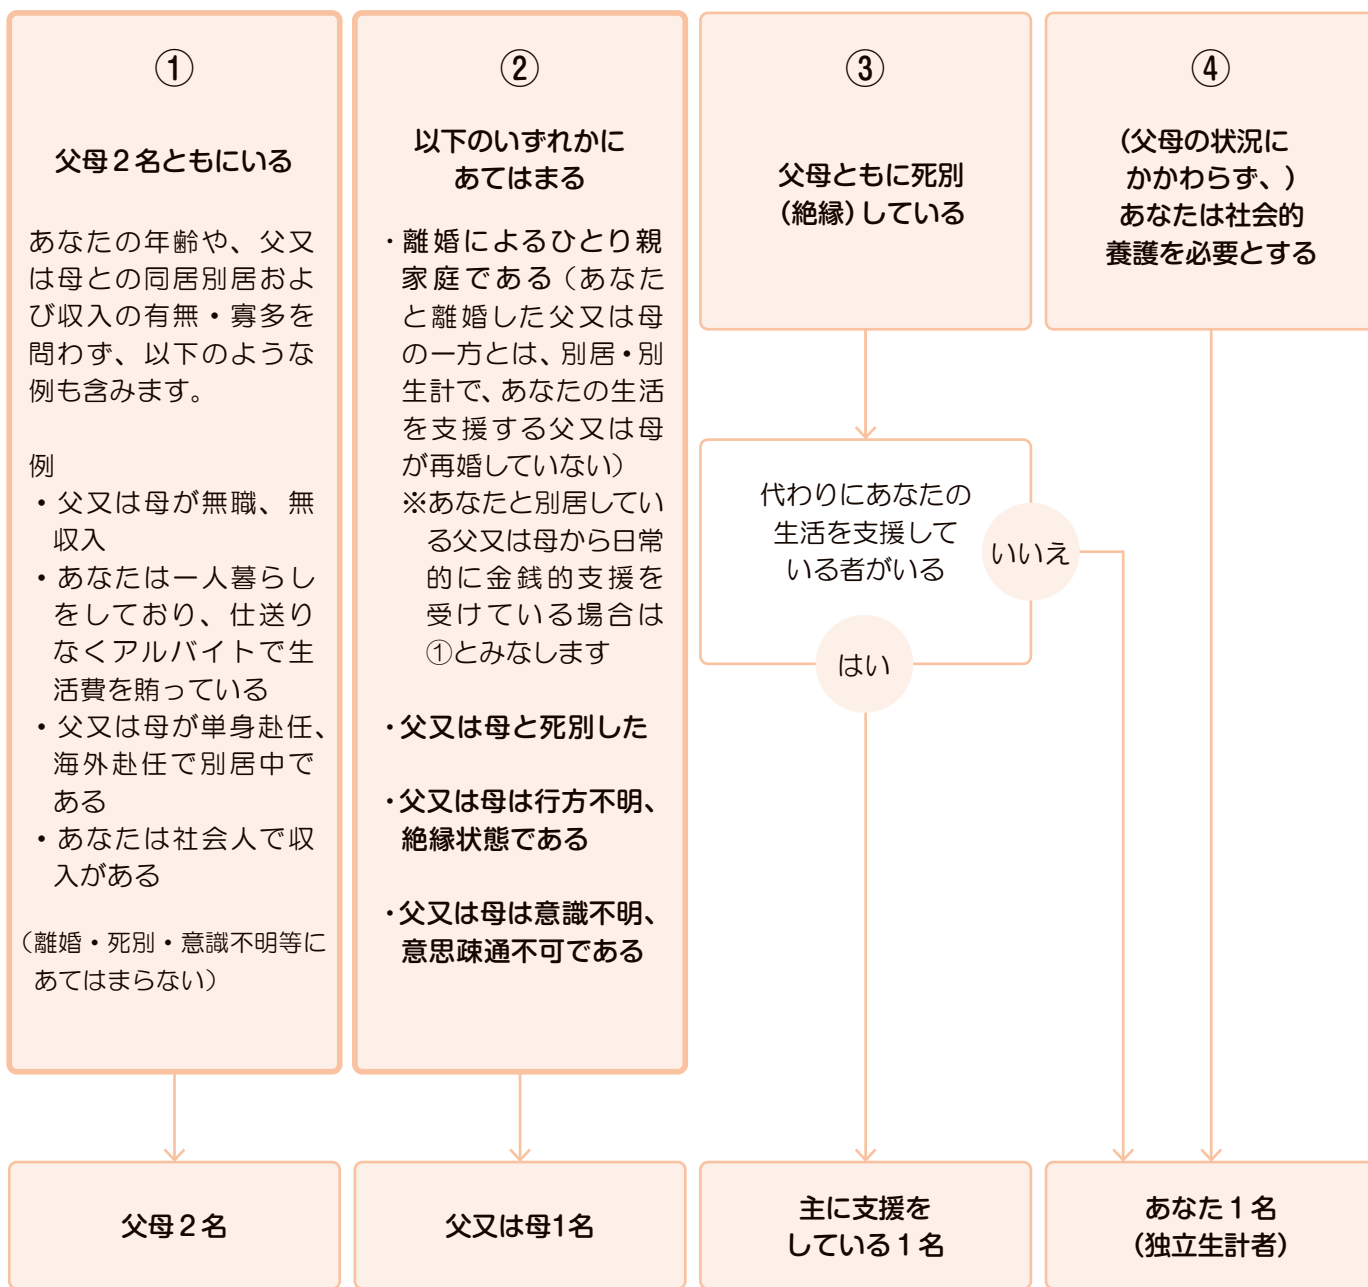 ①
父母２名ともにいる
あなたの年齢や、父又
は母との同居別居およ
び収入の有無・寡多を
問わず、以下のような
例も含みます。
例
・父又は母が無職、無
収入
・あなたは一人暮らし
をしており、仕送り
なくアルバイトで生
活費を賄っている
・父又は母が単身赴任、
海外赴任で別居中で
ある
・あなたは社会人で収
入がある
（離婚・死別・意識不明等に
あてはまらない）
②
以下のいずれかに
あてはまる
・離婚によるひとり親
家庭である（あなた
と離婚した父又は母
の一方とは、別居・別
生計で、あなたの生活
を支援する父又は母
が再婚していない）
※あなたと別居してい
る父又は母から日常
的に金銭的支援を
受けている場合は
①とみなします
・父又は母と死別した
・父又は母は行方不明、
絶縁状態である
・父又は母は意識不明、
意思疎通不可である
③
父母ともに死別
（絶縁）している
④
（父母の状況に
かかわらず、）
あなたは社会的
養護を必要とする
代わりにあなたの
生活を支援して
いる者がいる
いいえ
はい
父母２名
父又は母1名
主に支援を
している１名
あなた１名
（独立生計者）